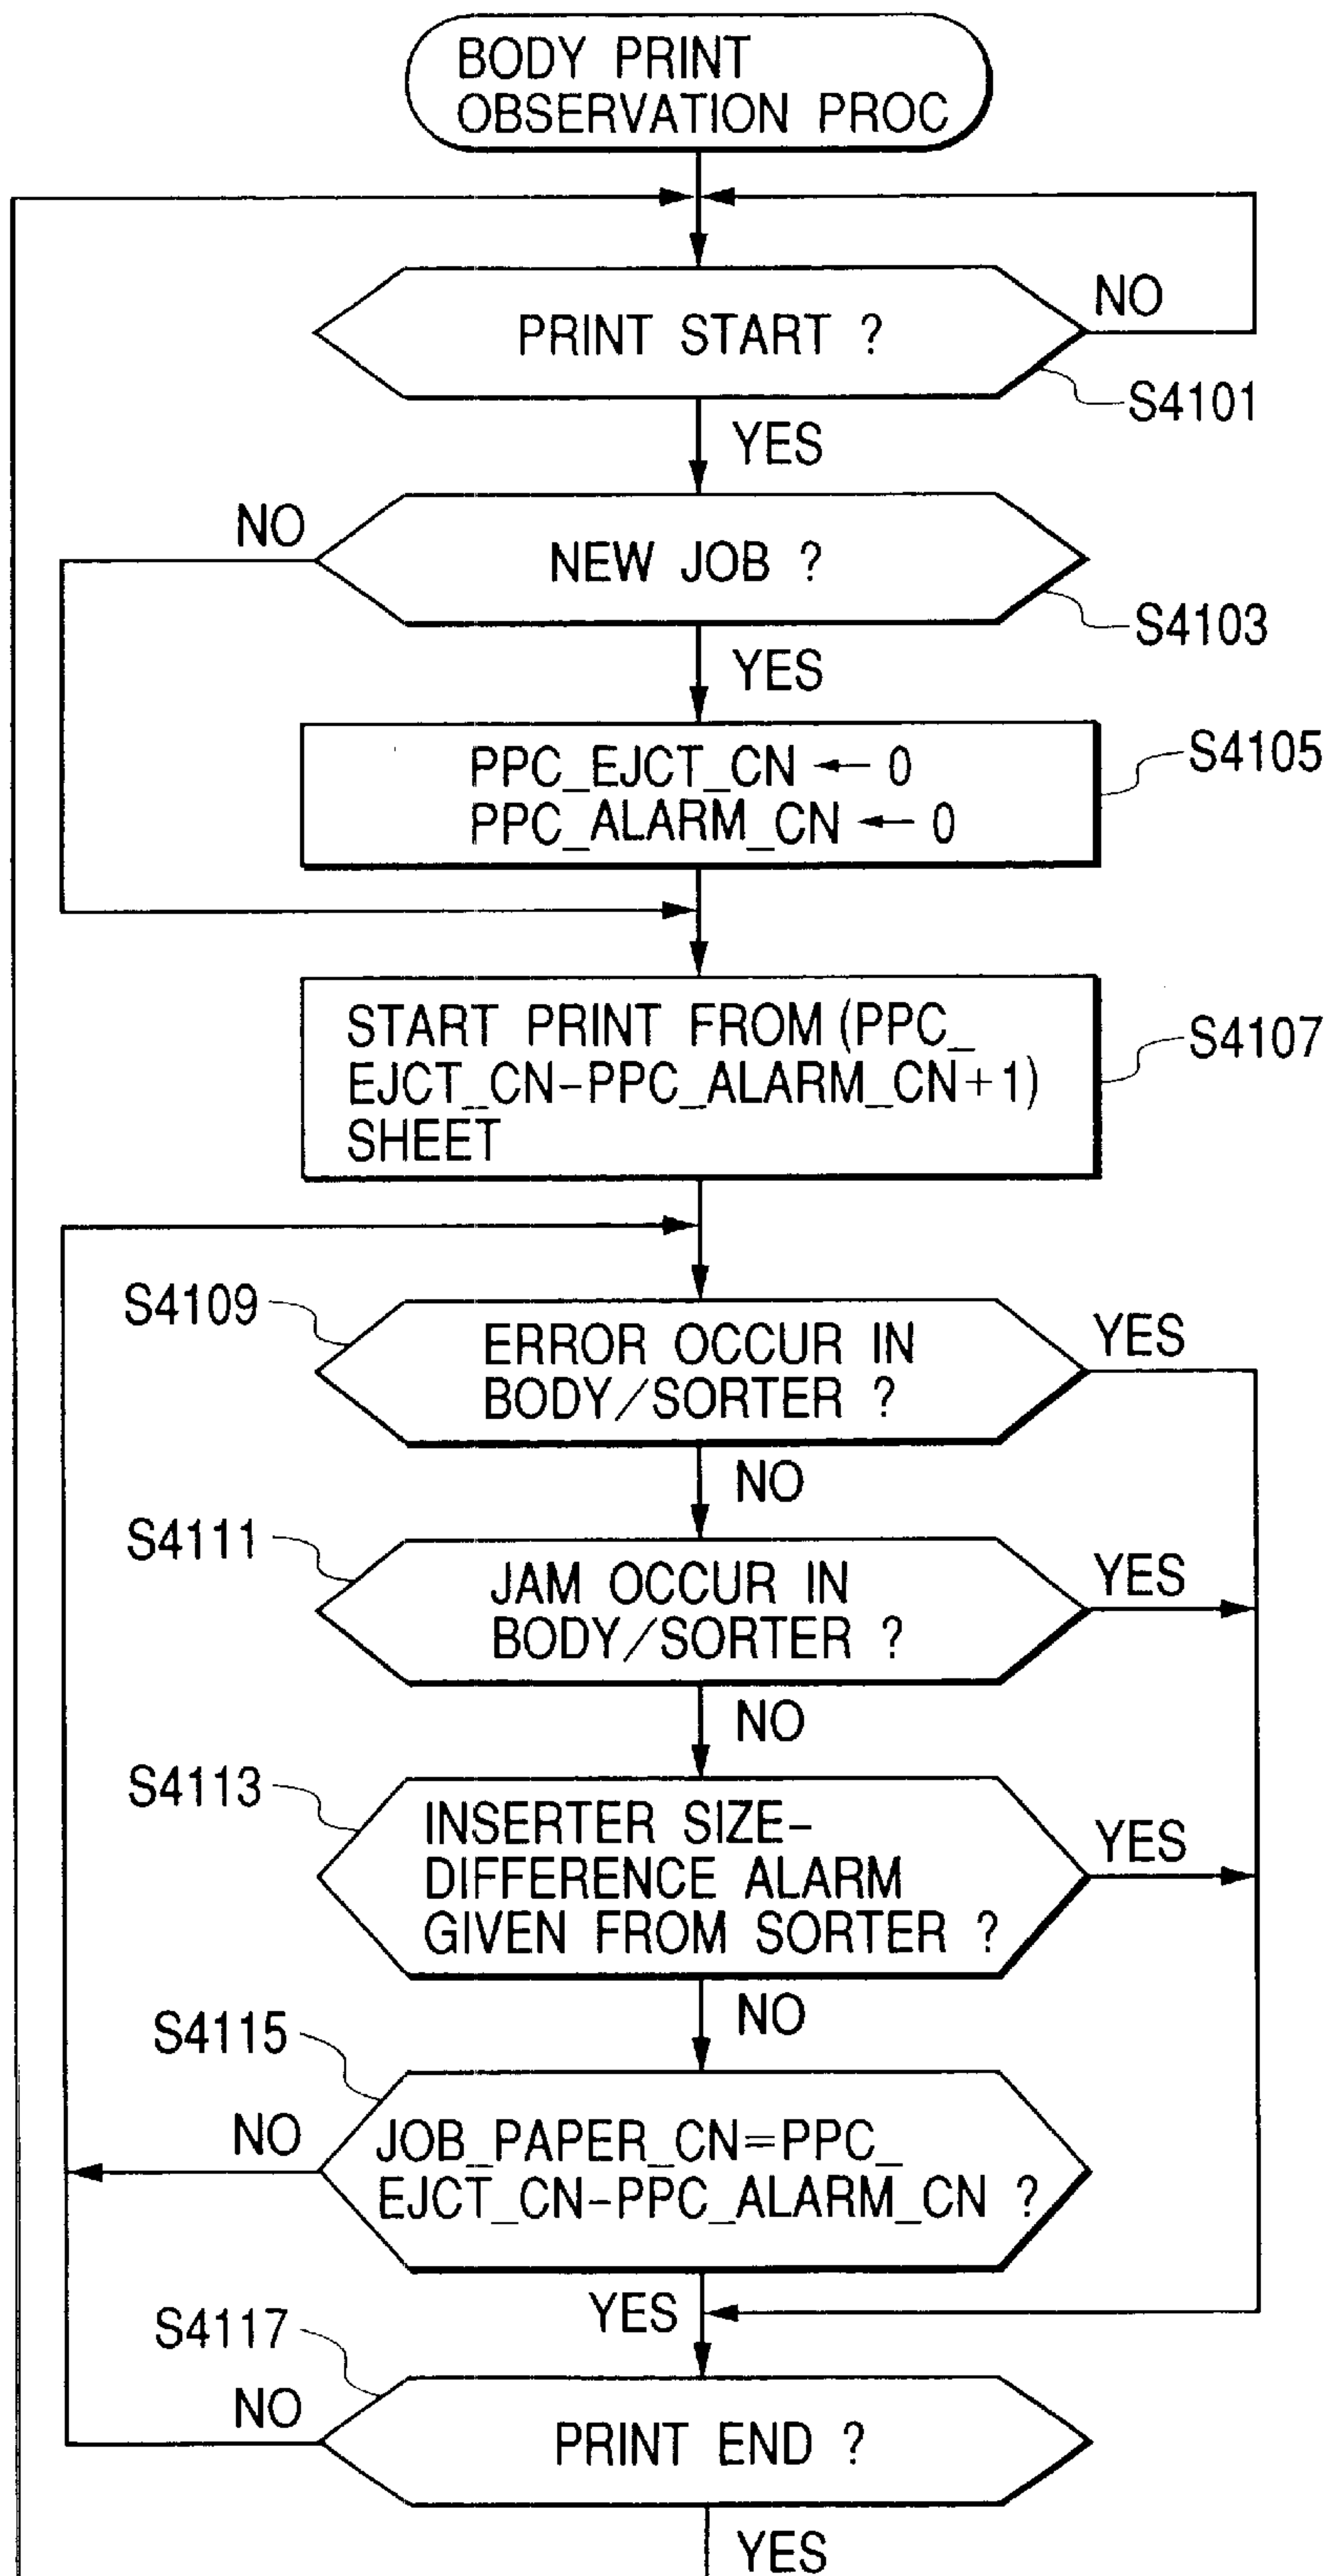 BODY PRINT
OBSERVATION PROC
PRINT START ?
NO
S4101
YES
NO
NEW JOB ?
S4103
YES
PPC_EJCT_CN ← 0
PPC_ALARM_CN ← 0
S4105
START PRINT FROM (PPC_
EJCT_CN-PPC_ALARM_CN+1)
SHEET
S4107
S4109
ERROR OCCUR IN
BODY/SORTER ?
YES
NO
S4111
JAM OCCUR IN
BODY/SORTER ?
YES
NO
S4113
INSERTER SIZE-
DIFFERENCE ALARM
GIVEN FROM SORTER ?
YES
NO
S4115
NO
JOB_PAPER_CN=PPC_
EJCT_CN-PPC_ALARM_CN ?
YES
S4117
NO
PRINT END ?
YES